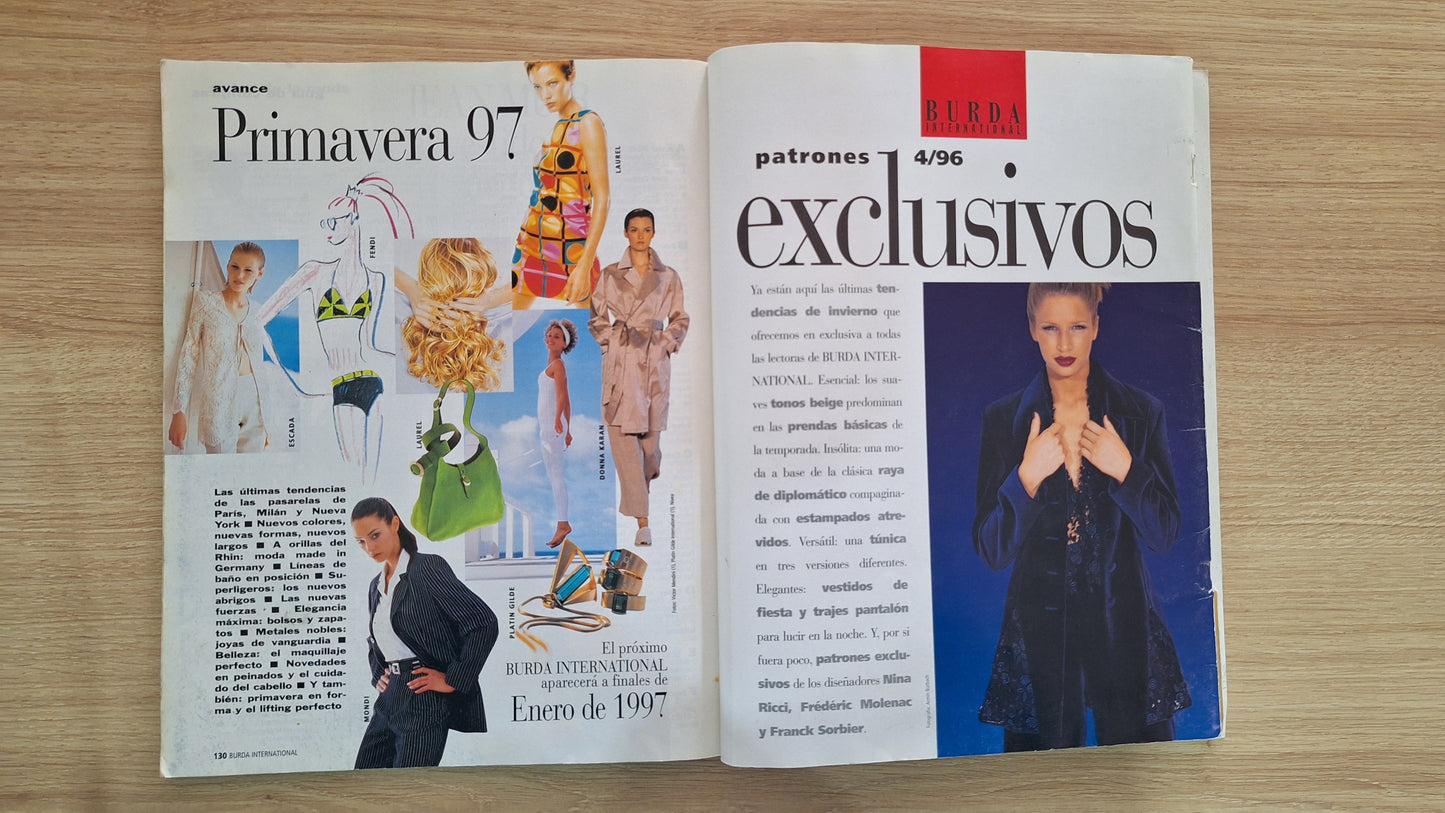 avance
Primavera 97
LAUREL
FENDI
ESCADA
LAUREL
DONNA KARAN
Las últimas tendencias
de las pasarelas de
París, Milán y Nueva
York ■ Nuevos colores,
nuevas formas, nuevos
largos ■ A orillas del
Rhin: moda made in
Germany ■ Líneas de
baño en posición ■ Su-
perligeros: los nuevos
abrigos ■ Las nuevas
fuerzas ■ Elegancia
máxima: bolsos y zapa-
tos ■ Metales nobles:
joyas de vanguardia ■
Belleza: el maquillaje
perfecto ■ Novedades
en peinados y el cuida-
do del cabello ■ Y tam-
bién: primavera en for-
ma y el lifting perfecto
MONDI
PLATIN GILDE
El próximo
BURDA INTERNATIONAL
aparecerá a finales de
Enero de 1997
130 BURDA INTERNATIONAL
BURDA
INTERNATIONAL
patrones 4/96
exclusivos
Ya están aquí las últimas ten-
dencias de invierno que
ofrecemos en exclusiva a todas
las lectoras de BURDA INTER-
NATIONAL. Esencial: los sua-
ves tonos beige predominan
en las prendas básicas de
la temporada. Insólita: una mo-
da a base de la clásica raya
de diplomático compagina-
da con estampados atre-
vidos. Versátil: una túnica
en tres versiones diferentes.
Elegantes: vestidos de
fiesta y trajes pantalón
para lucir en la noche. Y, por si
fuera poco, patrones exclu-
sivos de los diseñadores Nina
Ricci, Frédéric Molenac
y Franck Sorbier.